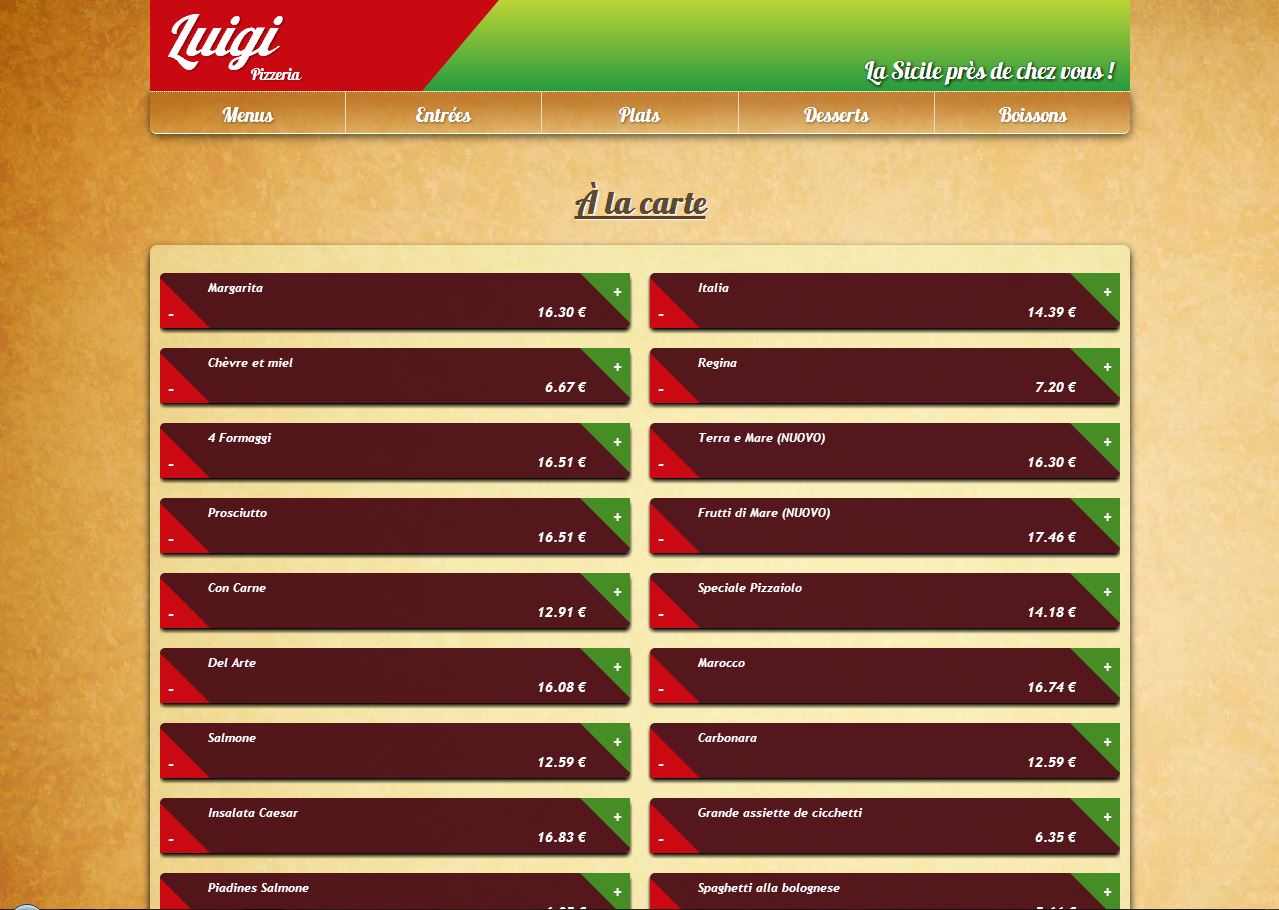 Luigi
Pizzeria
La Sicile près de chez vous !
Menus Entrées Plats Desserts Boissons
À la carte
Margarita
+
-
16.30 €
Italia
+
-
14.39 €
Chèvre et miel
+
-
6.67 €
Regina
+
-
7.20 €
4 Formaggi
+
-
16.51 €
Terra e Mare (NUOVO)
+
-
16.30 €
Prosciutto
+
-
16.51 €
Frutti di Mare (NUOVO)
+
-
17.46 €
Con Carne
+
-
12.91 €
Speciale Pizzaiolo
+
-
14.18 €
Del Arte
+
-
16.08 €
Marocco
+
-
16.74 €
Salmone
+
-
12.59 €
Carbonara
+
-
12.59 €
Insalata Caesar
+
-
16.83 €
Grande assiette de cicchetti
+
-
6.35 €
Piadines Salmone
+
Spaghetti alla bolognese
+